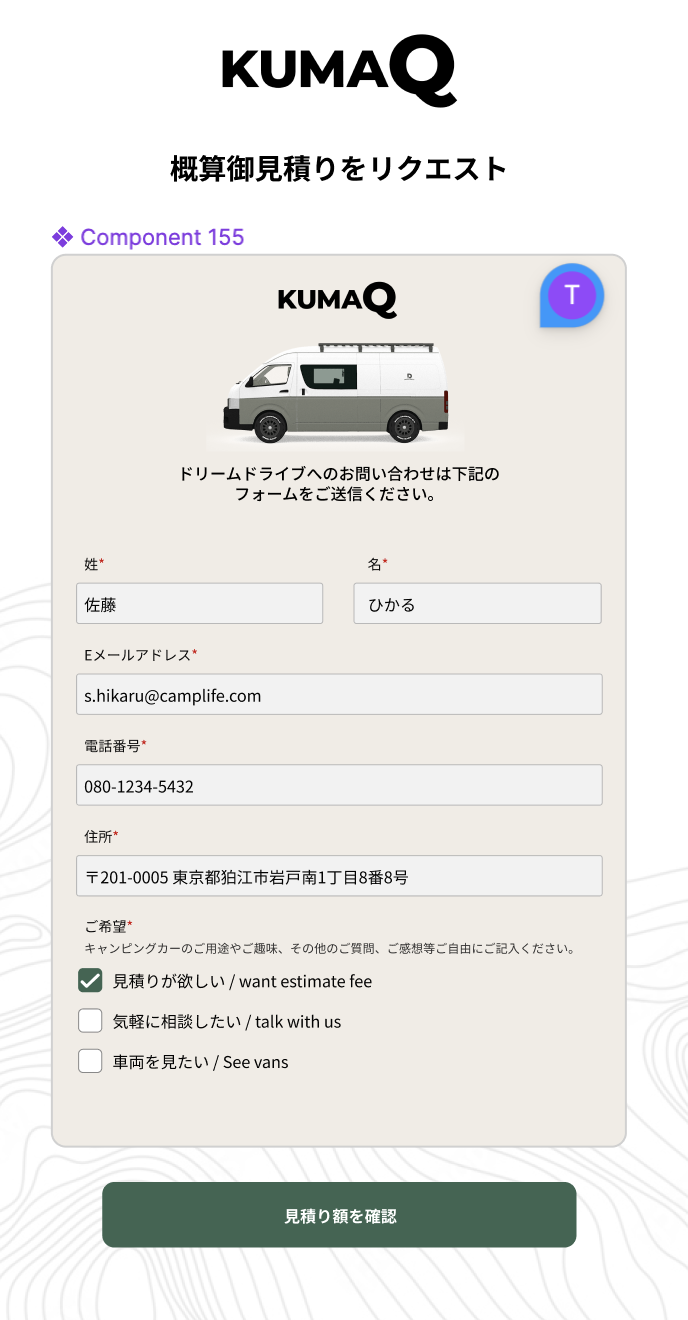 KUMAQ
概算御見積りをリクエスト
Component 155
KUMAQ
T
ドリームドライブへのお問い合わせは下記の
フォームをご送信ください。
姓*
名*
佐藤
ひかる
Eメールアドレス*
s.hikaru@camplife.com
電話番号*
080-1234-5432
住所*
〒201-0005 東京都狛江市岩戸南1丁目8番8号
ご希望*
キャンピングカーのご用途やご趣味、その他のご質問、ご感想等ご自由にご記入ください。
見積りが欲しい / want estimate fee
気軽に相談したい / talk with us
車両を見たい / See vans
見積り額を確認